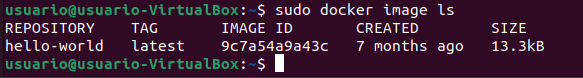 usuario@usuario-VirtualBox:~$ sudo docker image ls
REPOSITORY    TAG       IMAGE ID       CREATED        SIZE
hello-world   latest    9c7a54a9a43c   7 months ago   13.3kB
usuario@usuario-VirtualBox:~$